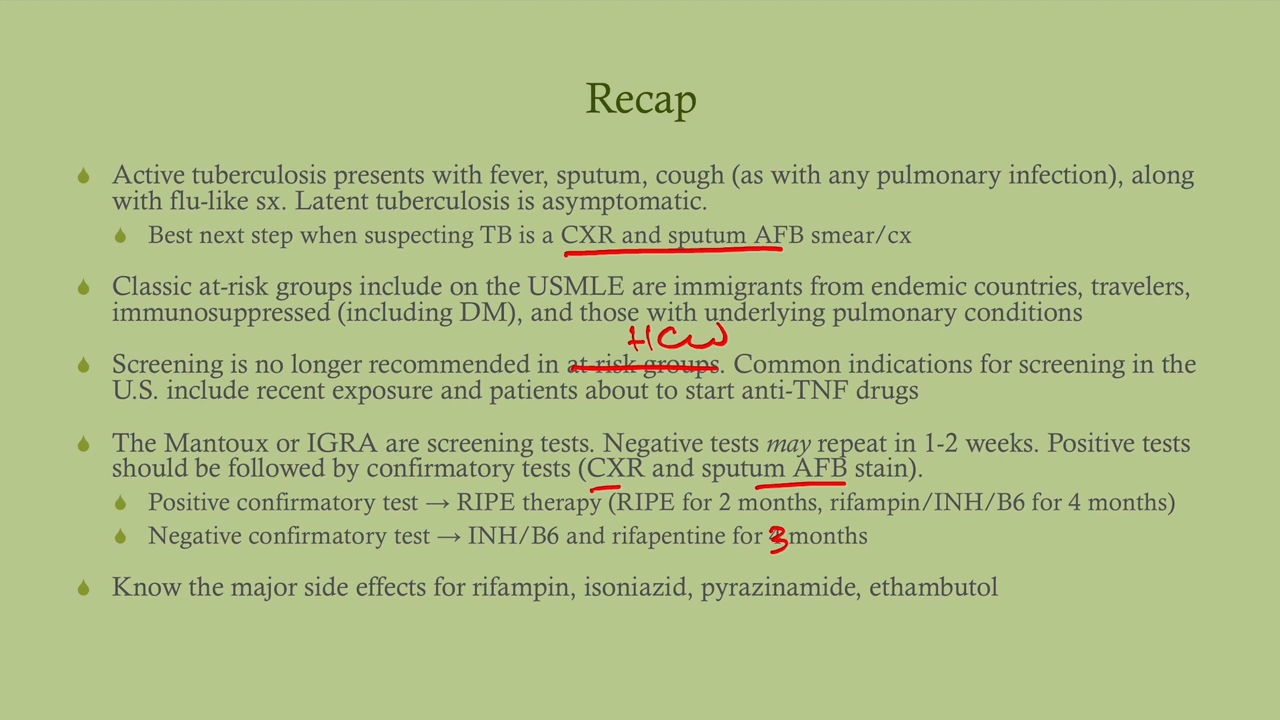 Recap
Active tuberculosis presents with fever, sputum, cough (as with any pulmonary infection), along
with flu-like sx. Latent tuberculosis is asymptomatic.
Best next step when suspecting TB is a CXR and sputum AFB smear/cx
Classic at-risk groups include on the USMLE are immigrants from endemic countries, travelers,
immunosuppressed (including DM), and those with underlying pulmonary conditions
HCW
Screening is no longer recommended in at-risk groups. Common indications for screening in the
U.S. include recent exposure and patients about to start anti-TNF drugs
The Mantoux or IGRA are screening tests. Negative tests may repeat in 1-2 weeks. Positive tests
should be followed by confirmatory tests (CXR and sputum AFB stain).
Positive confirmatory test → RIPE therapy (RIPE for 2 months, rifampin/INH/B6 for 4 months)
Negative confirmatory test → INH/B6 and rifapentine for 3 months
Know the major side effects for rifampin, isoniazid, pyrazinamide, ethambutol